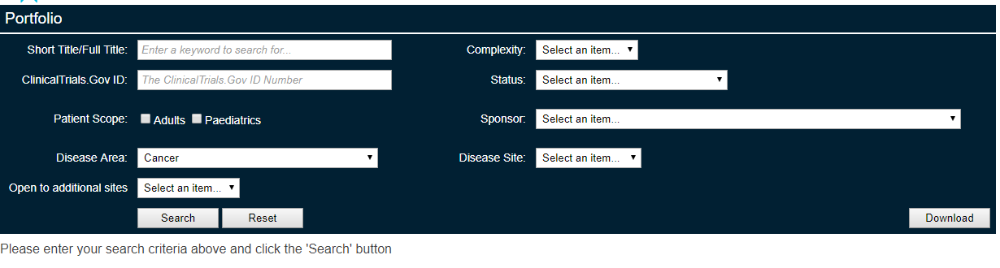 Portfolio
Short Title/Full Title: Enter a keyword to search for... Complexity: Select an item...
ClinicalTrials.Gov ID: The ClinicalTrials.Gov ID Number Status: Select an item...
Patient Scope: Adults Paediatrics Sponsor: Select an item...
Disease Area: Cancer Disease Site: Select an item...
Open to additional sites Select an item...
Search Reset Download
Please enter your search criteria above and click the 'Search' button